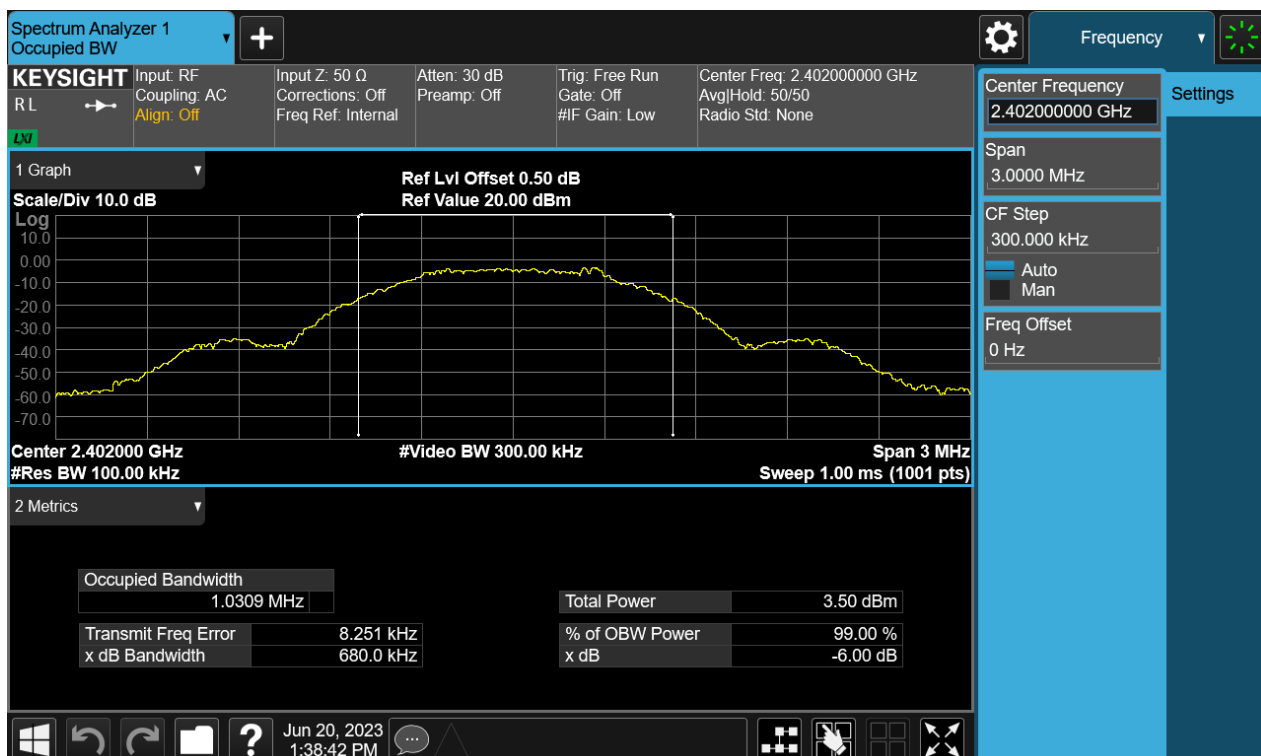 Spectrum Analyzer 1
Occupied BW
Frequency
KEYSIGHT
R L
LXI
Input: RF
Coupling: AC
Align: Off
Input Z: 50 Ω
Corrections: Off
Freq Ref: Internal
Atten: 30 dB
Preamp: Off
Trig: Free Run
Gate: Off
#IF Gain: Low
Center Freq: 2.402000000 GHz
Avg|Hold: 50/50
Radio Std: None
Center Frequency
2.402000000 GHz
Settings
Span
3.0000 MHz
CF Step
300.000 kHz
Auto
Man
Freq Offset
0 Hz
1 Graph
Scale/Div 10.0 dB
Ref Lvl Offset 0.50 dB
Ref Value 20.00 dBm
Log
10.0
0.00
-10.0
-20.0
-30.0
-40.0
-50.0
-60.0
-70.0
Center 2.402000 GHz
#Video BW 300.00 kHz
Span 3 MHz
#Res BW 100.00 kHz
Sweep 1.00 ms (1001 pts)
2 Metrics
Occupied Bandwidth
1.0309 MHz
Total Power 3.50 dBm
Transmit Freq Error 8.251 kHz
% of OBW Power 99.00 %
x dB Bandwidth 680.0 kHz
x dB -6.00 dB
Jun 20, 2023
1:38:42 PM